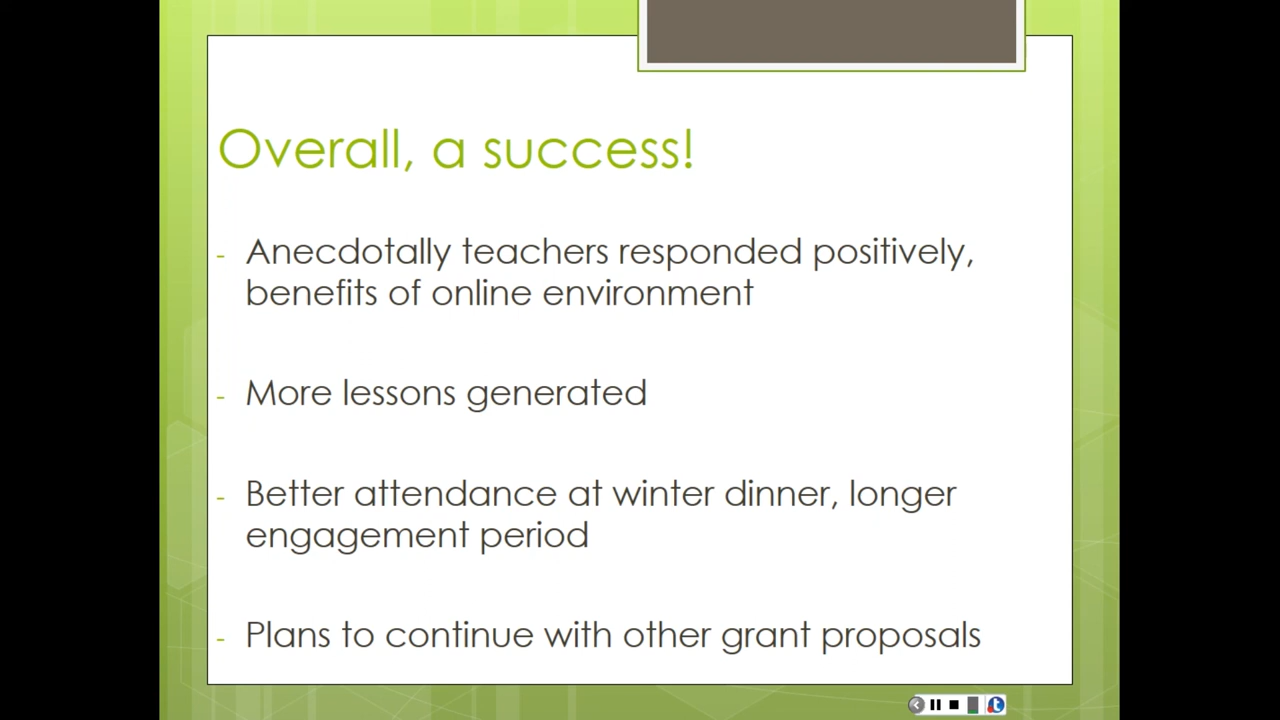 Overall, a success!
- Anecdotally teachers responded positively,
benefits of online environment
- More lessons generated
- Better attendance at winter dinner, longer
engagement period
- Plans to continue with other grant proposals